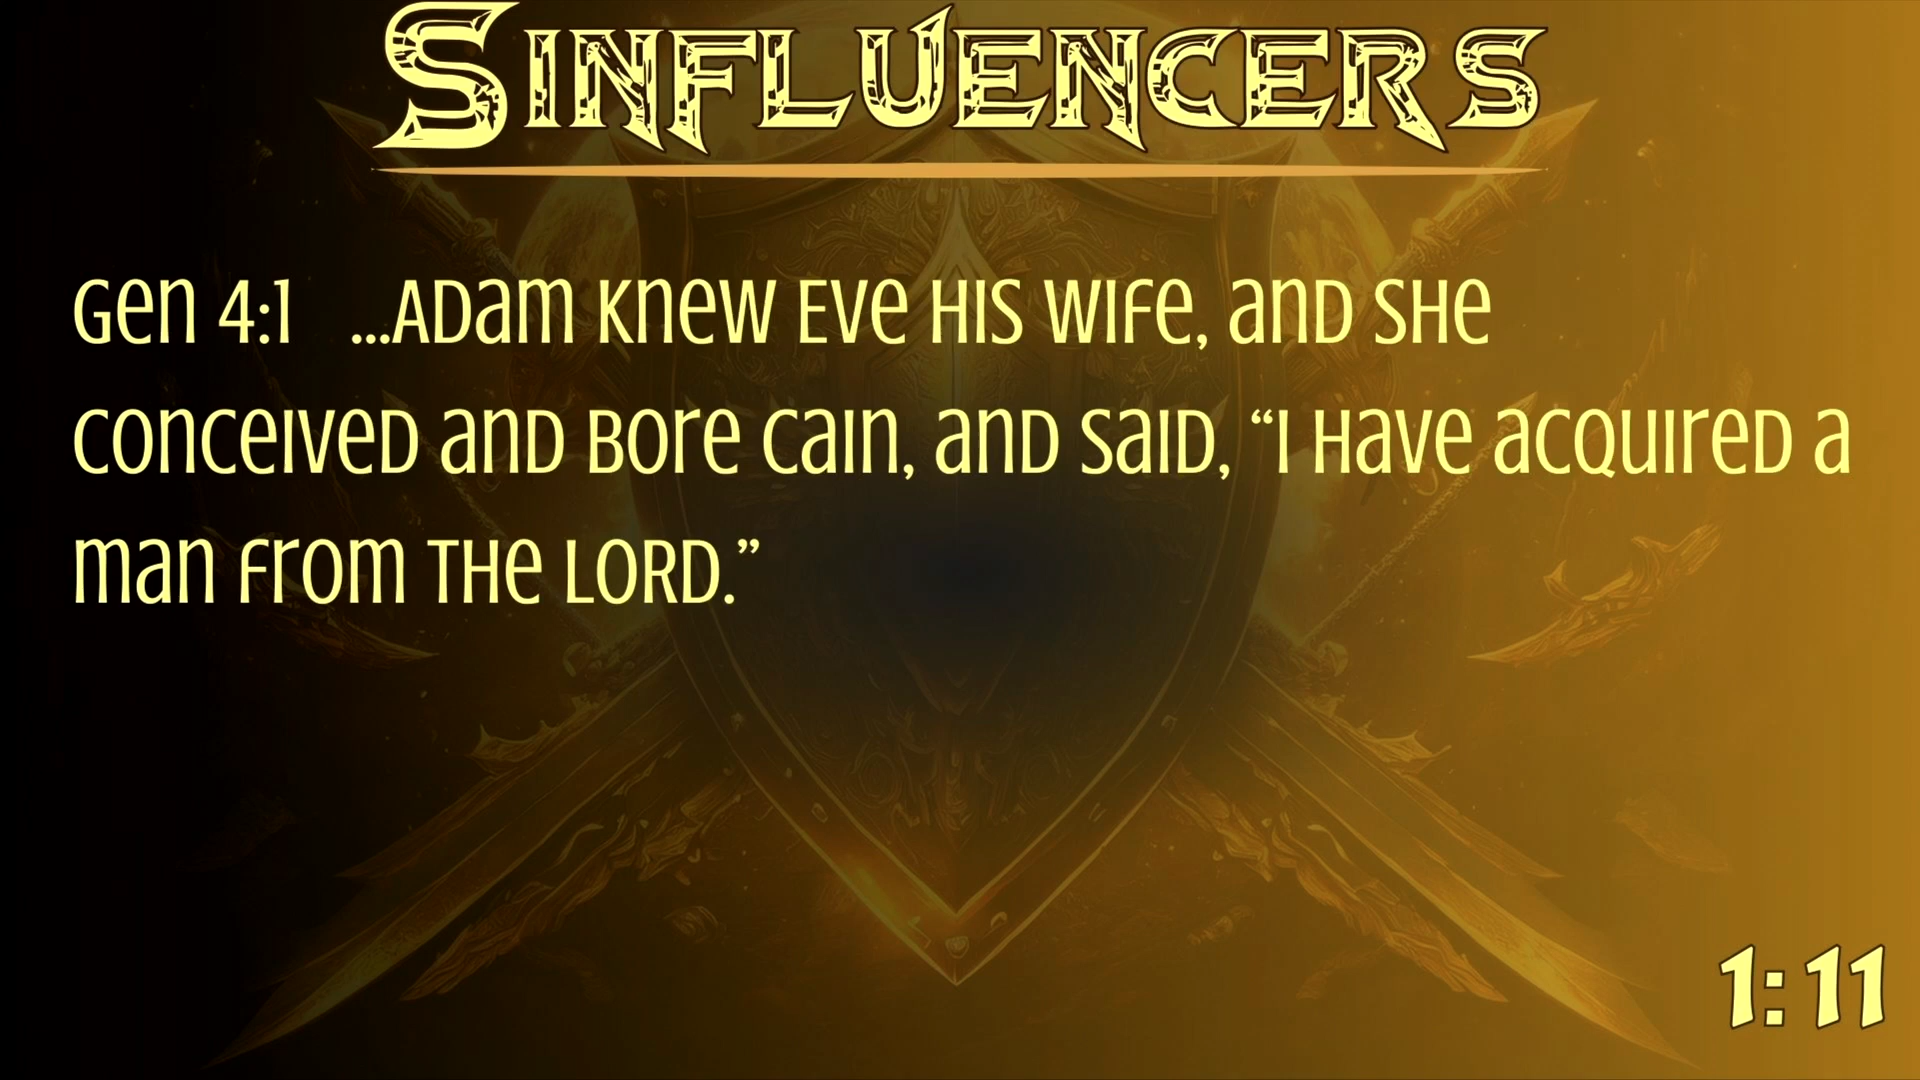 Sinfluencers
Gen 4:1 ...Adam knew Eve his wife, and she
conceived and bore Cain, and said, “I have acquired a
man from the LORD.”
1:11